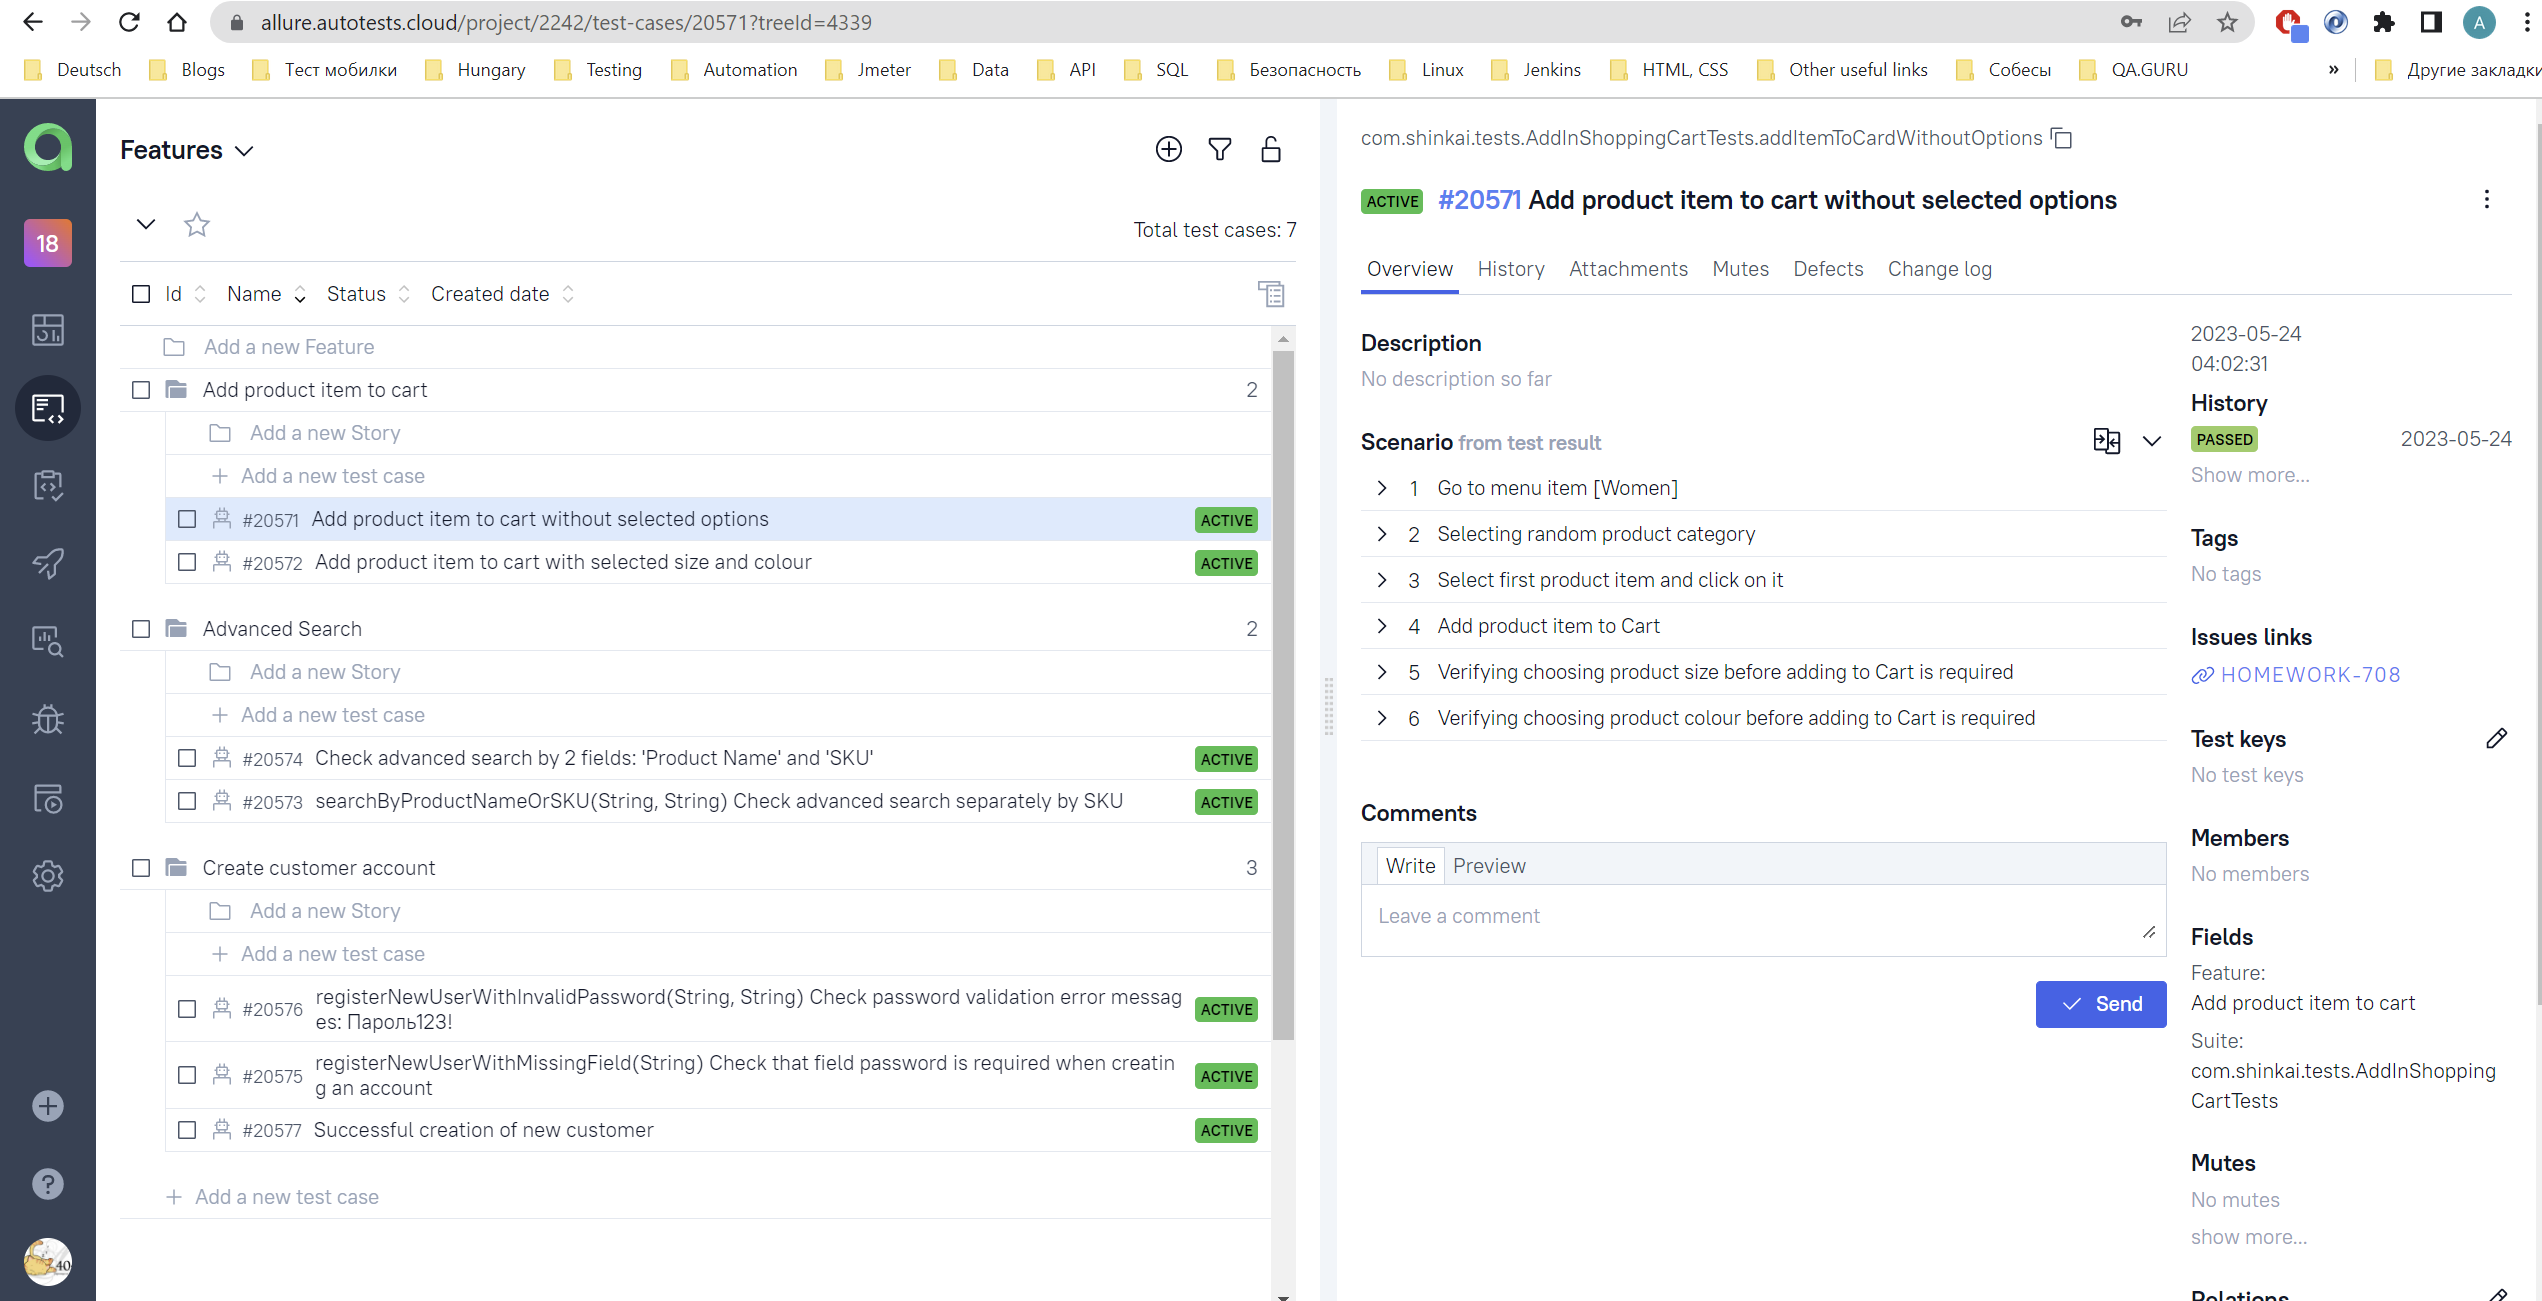 allure.autotests.cloud/project/2242/test-cases/20571?treeId=4339
A
Deutsch Blogs Тест мобилки Hungary Testing Automation Jmeter Data API SQL Безопасность Linux Jenkins HTML, CSS Other useful links Собесы QA.GURU » Другие закладки
18
Features
Total test cases: 7
Id Name Status Created date
Add a new Feature
Add product item to cart 2
Add a new Story
+ Add a new test case
#20571 Add product item to cart without selected options ACTIVE
#20572 Add product item to cart with selected size and colour ACTIVE
Advanced Search 2
Add a new Story
+ Add a new test case
#20574 Check advanced search by 2 fields: 'Product Name' and 'SKU' ACTIVE
#20573 searchByProductNameOrSKU(String, String) Check advanced search separately by SKU ACTIVE
Create customer account 3
Add a new Story
+ Add a new test case
#20576 registerNewUserWithInvalidPassword(String, String) Check password validation error messag
es: Пароль123! ACTIVE
#20575 registerNewUserWithMissingField(String) Check that field password is required when creatin
g an account ACTIVE
#20577 Successful creation of new customer ACTIVE
+ Add a new test case
40
com.shinkai.tests.AddInShoppingCartTests.addItemToCardWithoutOptions
ACTIVE #20571 Add product item to cart without selected options
Overview History Attachments Mutes Defects Change log
Description
No description so far
Scenario from test result
1 Go to menu item [Women]
2 Selecting random product category
3 Select first product item and click on it
4 Add product item to Cart
5 Verifying choosing product size before adding to Cart is required
6 Verifying choosing product colour before adding to Cart is required
Comments
Write Preview
Leave a comment
Send
2023-05-24
04:02:31
History
PASSED 2023-05-24
Show more...
Tags
No tags
Issues links
HOMEWORK-708
Test keys
No test keys
Members
No members
Fields
Feature:
Add product item to cart
Suite:
com.shinkai.tests.AddInShopping
CartTests
Mutes
No mutes
show more...
Relations